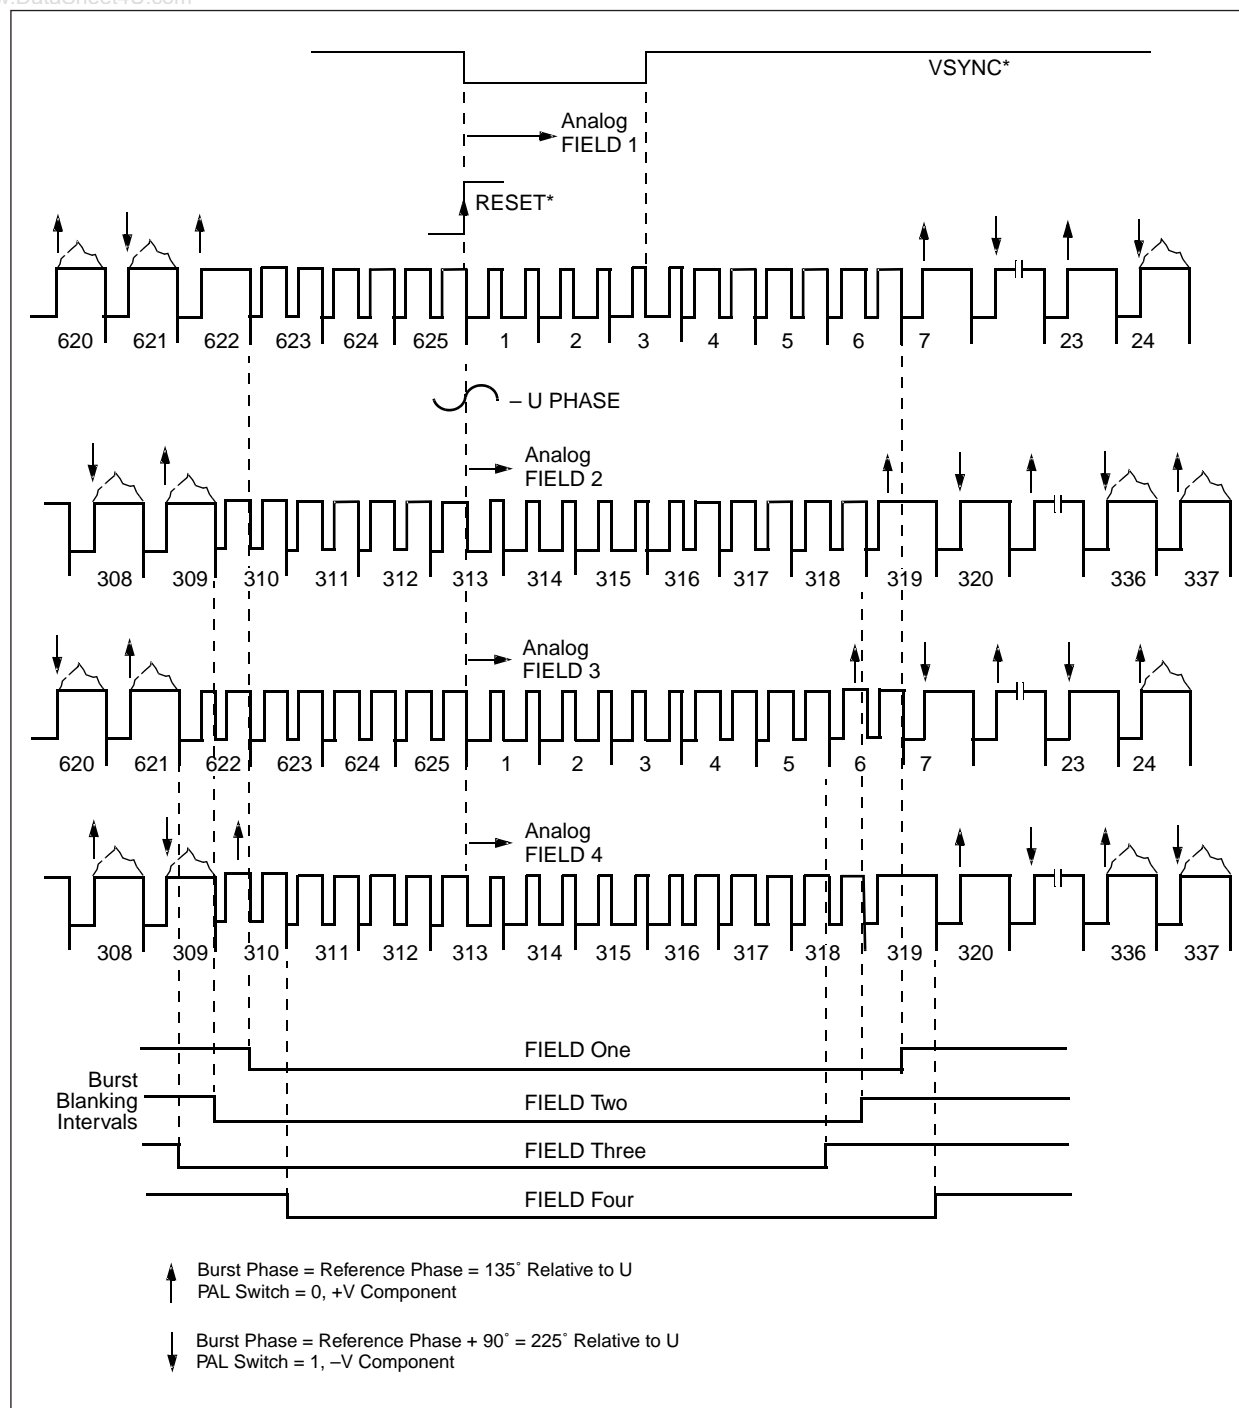 VSYNC*
Analog
FIELD 1
RESET*
620 621 622 623 624 625 1 2 3 4 5 6 7 23 24
– U PHASE
Analog
FIELD 2
308 309 310 311 312 313 314 315 316 317 318 319 320 336 337
Analog
FIELD 3
620 621 622 623 624 625 1 2 3 4 5 6 7 23 24
Analog
FIELD 4
308 309 310 311 312 313 314 315 316 317 318 319 320 336 337
FIELD One
Burst
Blanking
Intervals
FIELD Two
FIELD Three
FIELD Four
Burst Phase = Reference Phase = 135˚ Relative to U
PAL Switch = 0, +V Component
Burst Phase = Reference Phase + 90˚ = 225˚ Relative to U
PAL Switch = 1, –V Component